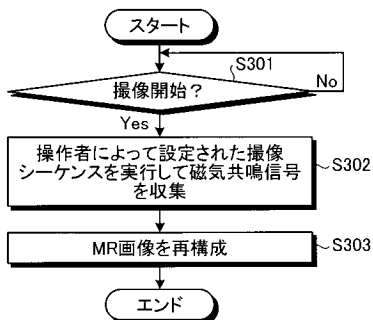 スタート
S301
撮像開始?
No
Yes
操作者によって設定された撮像
シーケンスを実行して磁気共鳴信号
を収集
S302
MR画像を再構成
S303
エンド